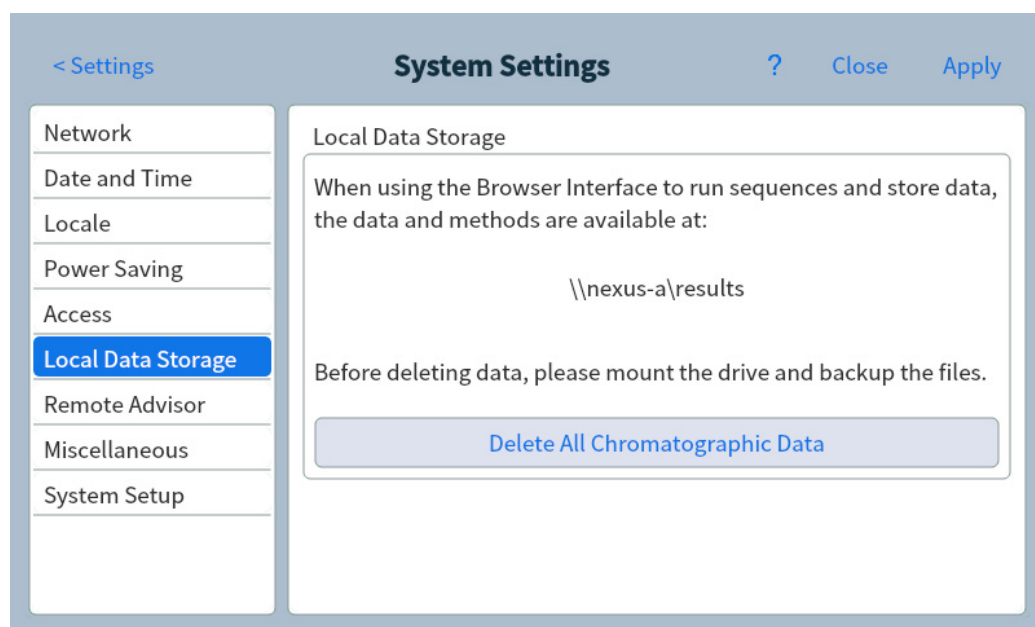 < Settings
System Settings
?
Close
Apply
Network
Date and Time
Locale
Power Saving
Access
Local Data Storage
Remote Advisor
Miscellaneous
System Setup
Local Data Storage
When using the Browser Interface to run sequences and store data,
the data and methods are available at:
\\nexus-a\results
Before deleting data, please mount the drive and backup the files.
Delete All Chromatographic Data